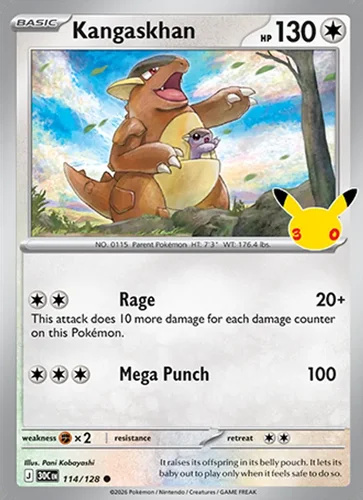 BASIC
Kangaskhan
HP 130
30
NO. 0115 Parent Pokémon HT: 7'3" WT: 176.4 lbs.
Rage 20+
This attack does 10 more damage for each damage counter
on this Pokémon.
Mega Punch 100
weakness ×2 resistance retreat
Illus. Pani Kobayashi
J 30C EN 114/128
It raises its offspring in its belly pouch. It lets its
baby out to play only when it feels safe to do so.
©2026 Pokémon / Nintendo / Creatures / GAME FREAK